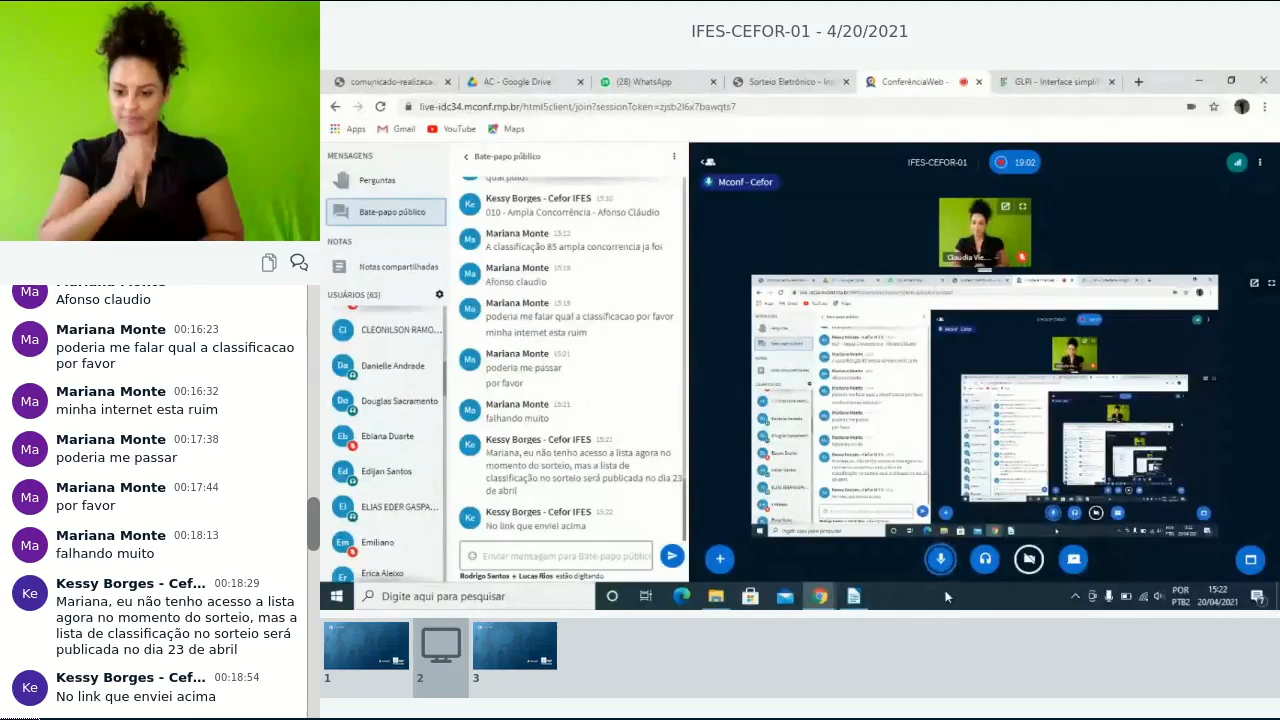 IFES-CEFOR-01 - 4/20/2021
Afonso claudio
Mariana Monte 00:16:23
poderia me falar qual a classificacao
por favor
Mariana Monte 00:16:32
minha internet esta ruim
Mariana Monte 00:17:38
poderia me passar
Mariana Monte 00:17:44
por favor
Mariana Monte 00:18:13
falhando muito
Kessy Borges - Cef... 00:18:29
Mariana, eu não tenho acesso a lista
agora no momento do sorteio, mas a
lista de classificação no sorteio será
publicada no dia 23 de abril
Kessy Borges - Cef... 00:18:54
No link que enviei acima
AC - Google Drive
(28) WhatsApp
Sorteio Eletrônico -
ConferênciaWeb -
GLPI - Interface simplif
live-idc34.mconf.rnp.br/html5client/join?sessionToken=zjsb2l6x7bawqts7
Apps
Gmail
YouTube
Maps
MENSAGENS
Perguntas
Bate-papo público
NOTAS
Notas compartilhadas
USUÁRIOS (63)
Cl CLEONILSON RAMO...
Da Danielle Andrade
Do Douglas Sacramento
Eb Ebiana Duarte
Ed Edijan Santos
EL ELIAS EDER GASPA...
Em Emiliano
Er Erica Aleixo
Bate-papo público
Kessy Borges - Cefor IFES 15:10
010 - Ampla Concorrência - Afonso Cláudio
Mariana Monte 15:12
A classificação 85 ampla concorrencia ja foi
Mariana Monte 15:19
Afonso claudio
Mariana Monte 15:19
poderia me falar qual a classificacao por favor
minha internet esta ruim
Mariana Monte 15:21
poderia me passar
por favor
Mariana Monte 15:21
falhando muito
Kessy Borges - Cefor IFES 15:21
Mariana, eu não tenho acesso a lista agora no
momento do sorteio, mas a lista de
classificação no sorteio será publicada no dia 23
de abril
Kessy Borges - Cefor IFES 15:22
No link que enviei acima
Enviar mensagem para Bate-papo público
Rodrigo Santos e Lucas Rios estão digitando
IFES-CEFOR-01
19:02
Mconf - Cefor
Claudia Vie...
Digite aqui para pesquisar
POR
PTB2
15:22
20/04/2021
1
2
3